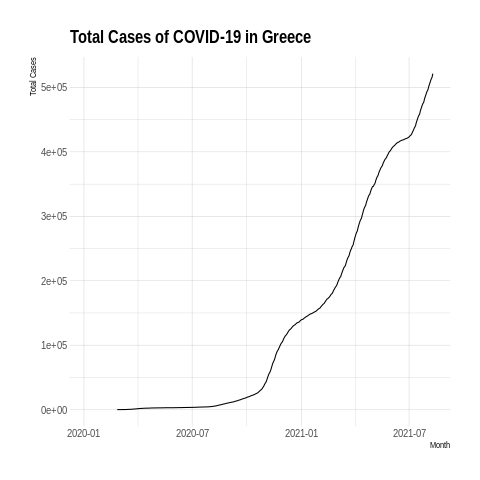 Total Cases of COVID-19 in Greece
Total Cases
5e+05
4e+05
3e+05
2e+05
1e+05
0e+00
2020-01 2020-07 2021-01 2021-07
Month